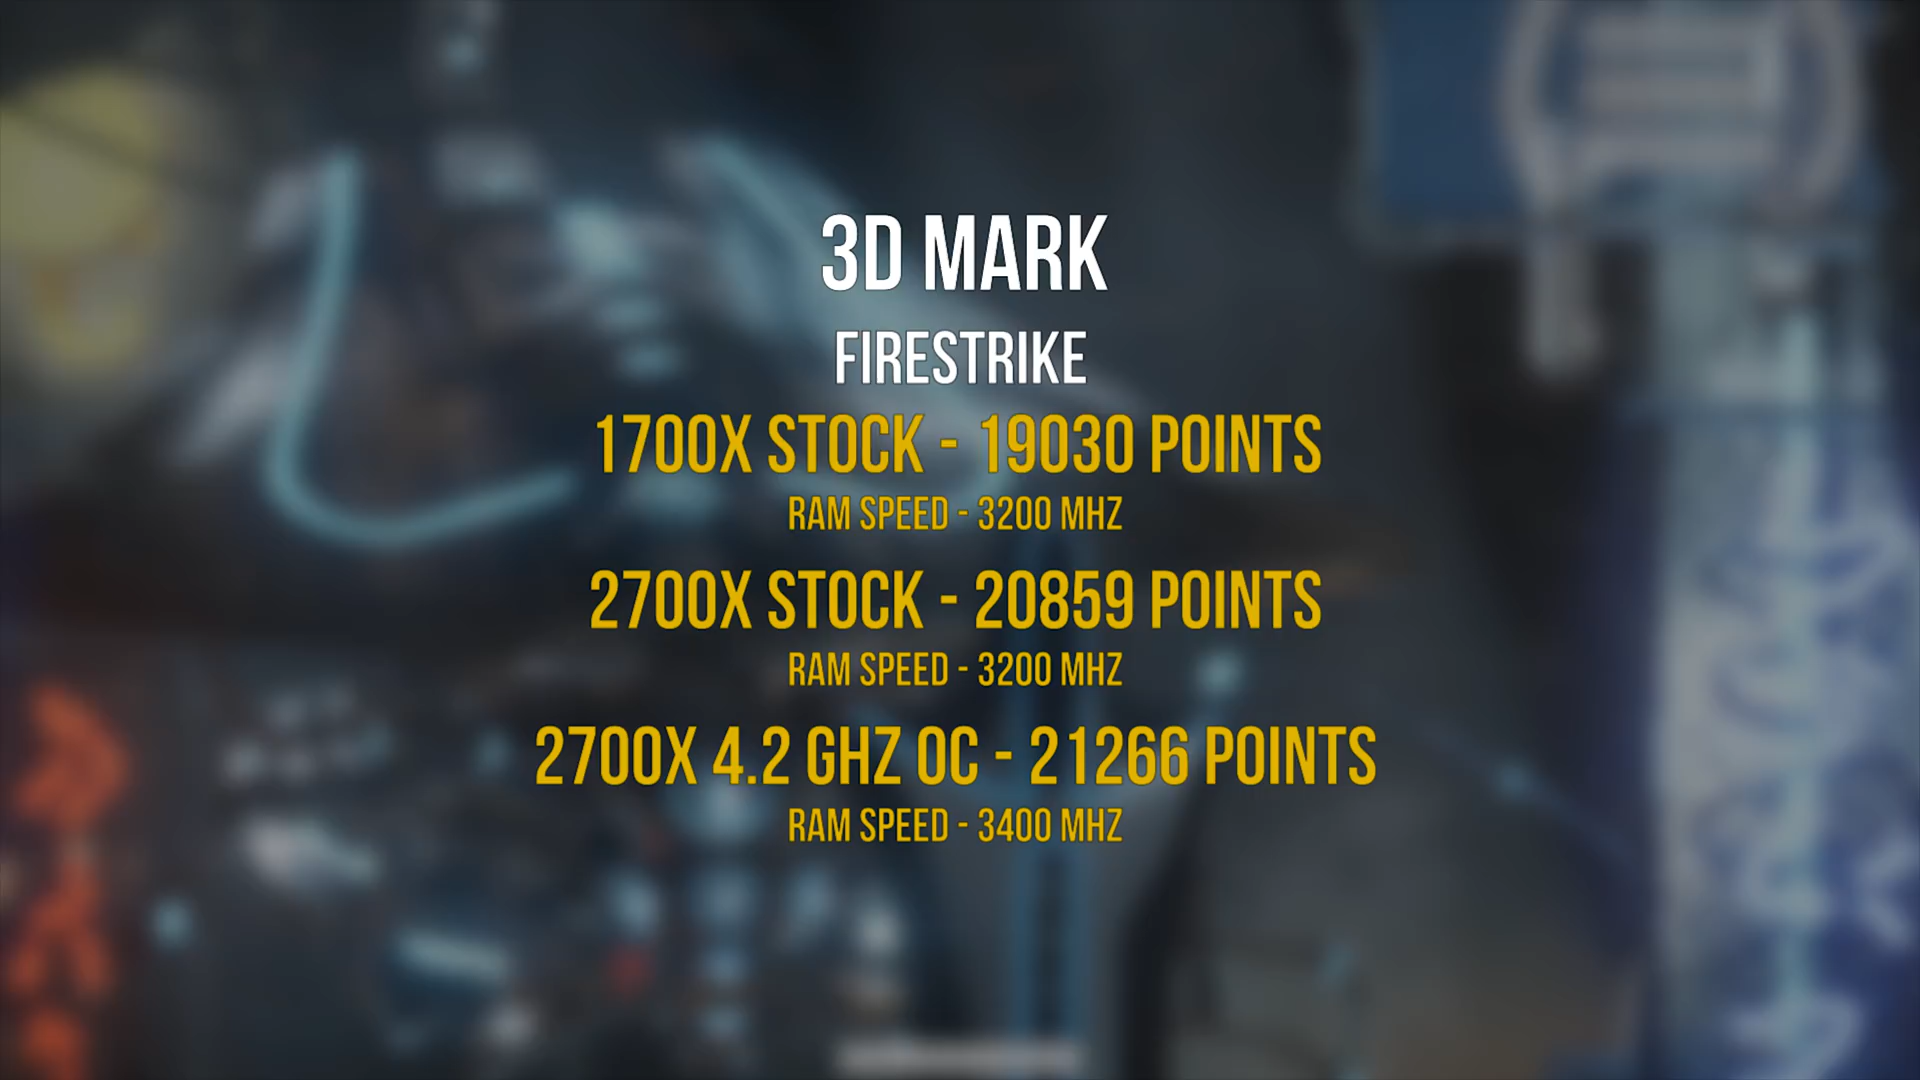 3D MARK
FIRESTRIKE
1700X STOCK - 19030 POINTS
RAM SPEED - 3200 MHZ
2700X STOCK - 20859 POINTS
RAM SPEED - 3200 MHZ
2700X 4.2 GHZ OC - 21266 POINTS
RAM SPEED - 3400 MHZ